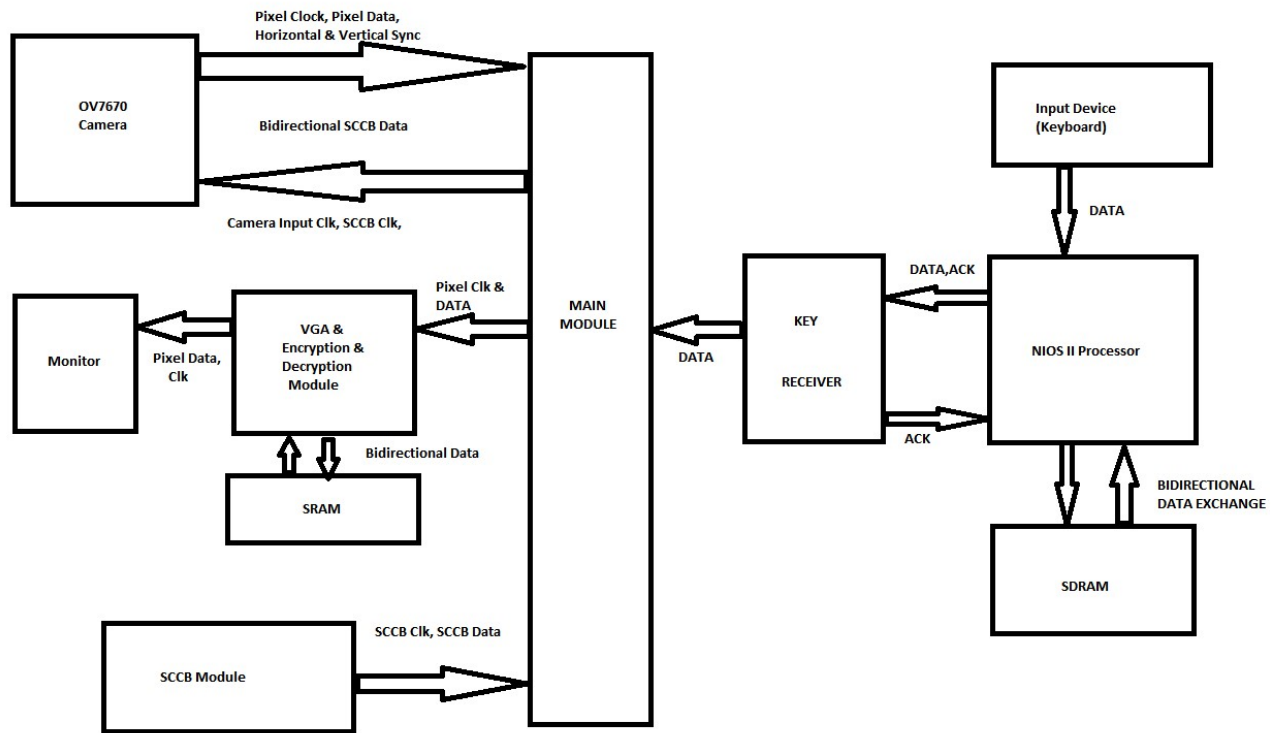 Pixel Clock, Pixel Data,
Horizontal & Vertical Sync
OV7670
Camera
Bidirectional SCCB Data
Camera Input Clk, SCCB Clk,
Input Device
(Keyboard)
DATA
MAIN
MODULE
DATA,ACK
KEY
RECEIVER
NIOS II Processor
DATA
ACK
Pixel Clk &
DATA
VGA &
Encryption &
Decryption
Module
Monitor
Pixel Data,
Clk
Bidirectional Data
SRAM
BIDIRECTIONAL
DATA EXCHANGE
SDRAM
SCCB Clk, SCCB Data
SCCB Module